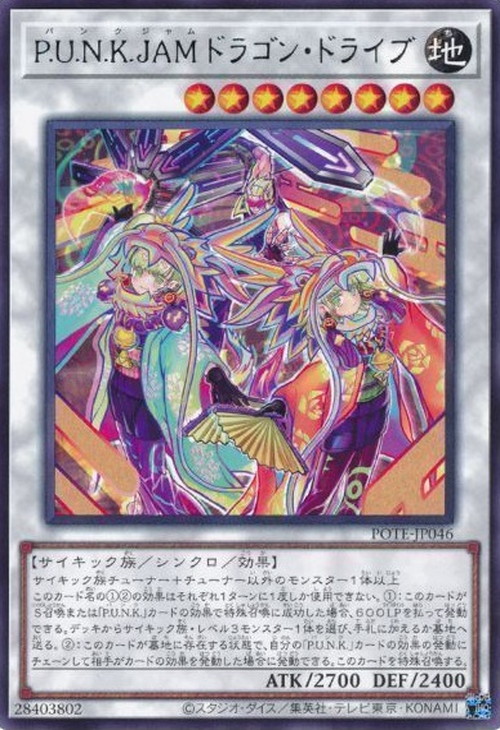 パンクジャム
P.U.N.K.JAMドラゴン・ドライブ
地
POTE-JP046
【サイキック族／シンクロ／効果】
サイキック族チューナー＋チューナー以外のモンスター1体以上
このカード名の①②の効果はそれぞれ1ターンに1度しか使用できない。①：このカードが
S召喚または「P.U.N.K.」カードの効果で特殊召喚に成功した場合、600LPを払って発動
できる。デッキからサイキック族・レベル3モンスター1体を選び、手札に加えるか墓地へ
送る。②：このカードが墓地に存在する状態で、自分の「P.U.N.K.」カードの効果の発動に
チェーンして相手がカードの効果を発動した場合に発動できる。このカードを特殊召喚する。
ATK/2700 DEF/2400
28403802
©スタジオ・ダイス／集英社・テレビ東京・KONAMI